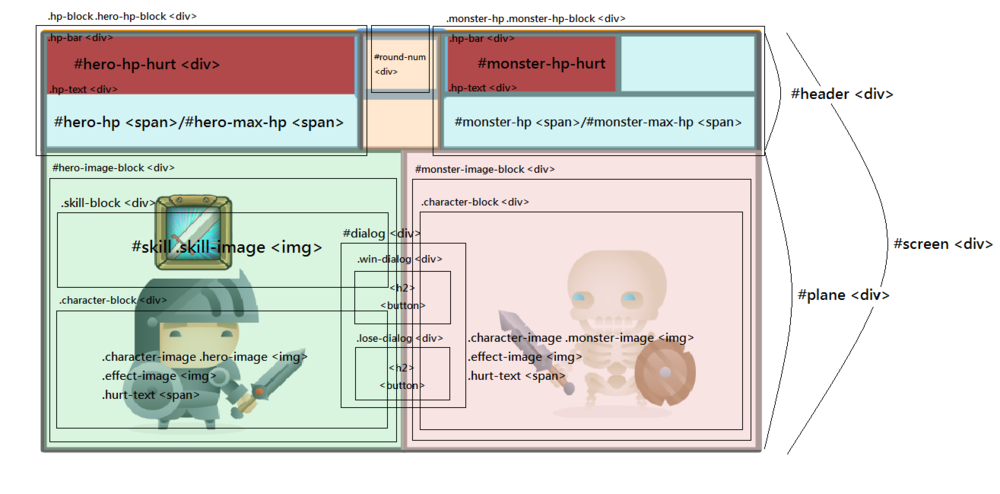 .hp-block .hero-hp-block <div>
.monster-hp .monster-hp-block <div>
.hp-bar <div>
#hero-hp-hurt <div>
.hp-text <div>
#hero-hp <span>/#hero-max-hp <span>
#round-num
<div>
.hp-bar <div>
#monster-hp-hurt
.hp-text <div>
#monster-hp <span>/#monster-max-hp <span>
#header <div>
#hero-image-block <div>
.skill-block <div>
#skill .skill-image <img>
.character-block <div>
.character-image .hero-image <img>
.effect-image <img>
.hurt-text <span>
#dialog <div>
.win-dialog <div>
<h2>
<button>
.lose-dialog <div>
<h2>
<button>
#monster-image-block <div>
.character-block <div>
.character-image .monster-image <img>
.effect-image <img>
.hurt-text <span>
#screen <div>
#plane <div>